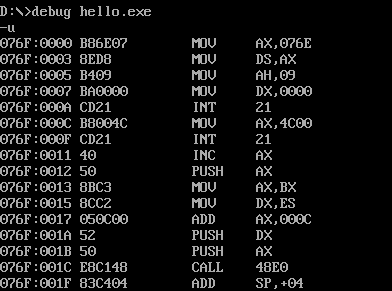 D:\>debug hello.exe
-u
076F:0000 B86E07 MOV AX,076E
076F:0003 8ED8 MOV DS,AX
076F:0005 B409 MOV AH,09
076F:0007 BA0000 MOV DX,0000
076F:000A CD21 INT 21
076F:000C B8004C MOV AX,4C00
076F:000F CD21 INT 21
076F:0011 40 INC AX
076F:0012 50 PUSH AX
076F:0013 8BC3 MOV AX,BX
076F:0015 8CC2 MOV DX,ES
076F:0017 050C00 ADD AX,000C
076F:001A 52 PUSH DX
076F:001B 50 PUSH AX
076F:001C E8C148 CALL 48E0
076F:001F 83C404 ADD SP,+04